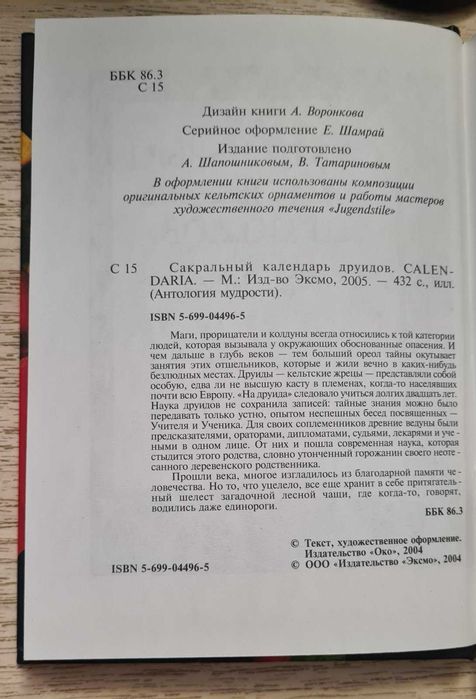 ББК 86.3
С 15
Дизайн книги А. Воронкова
Серийное оформление Е. Шамрай
Издание подготовлено
А. Шапошниковым, В. Татариновым
В оформлении книги использованы композиции
оригинальных кельтских орнаментов и работы мастеров
художественного течения «Jugendstile»
С 15 Сакральный календарь друидов. CALEN-
DARIA. — М.: Изд-во Эксмо, 2005. — 432 с., илл.
(Антология мудрости).
ISBN 5-699-04496-5
Маги, прорицатели и колдуны всегда относились к той категории
людей, которая вызывала у окружающих обоснованные опасения. И
чем дальше в глубь веков — тем больший ореол тайны окутывает
занятия этих отшельников, которые и жили вечно в каких-нибудь
безлюдных местах. Друиды — кельтские жрецы — представляли собой
особую, едва ли не высшую касту в племенах, когда-то населявших
почти всю Европу. «На друида» следовало учиться долгих двадцать лет.
Наука друидов не сохранила записей: тайные знания можно было
передавать только устно, опытом неспешных бесед посвященных —
Учителя и Ученика. Для своих соплеменников древние ведуны были
предсказателями, ораторами, дипломатами, судьями, лекарями и уче-
ными в одном лице. От них и пошла современная наука, которая
стыдится этого родства, словно утонченный горожанин своего неоте-
санного деревенского родственника.
Прошли века, многое изгладилось из благодарной памяти че-
ловечества. Но то, что уцелело, все еще хранит в себе притягатель-
ный шелест загадочной лесной чащи, где когда-то, говорят,
водились даже единороги.
ББК 86.3
© Текст, художественное оформление.
Издательство «Око», 2004
ISBN 5-699-04496-5 © ООО «Издательство «Эксмо», 2004